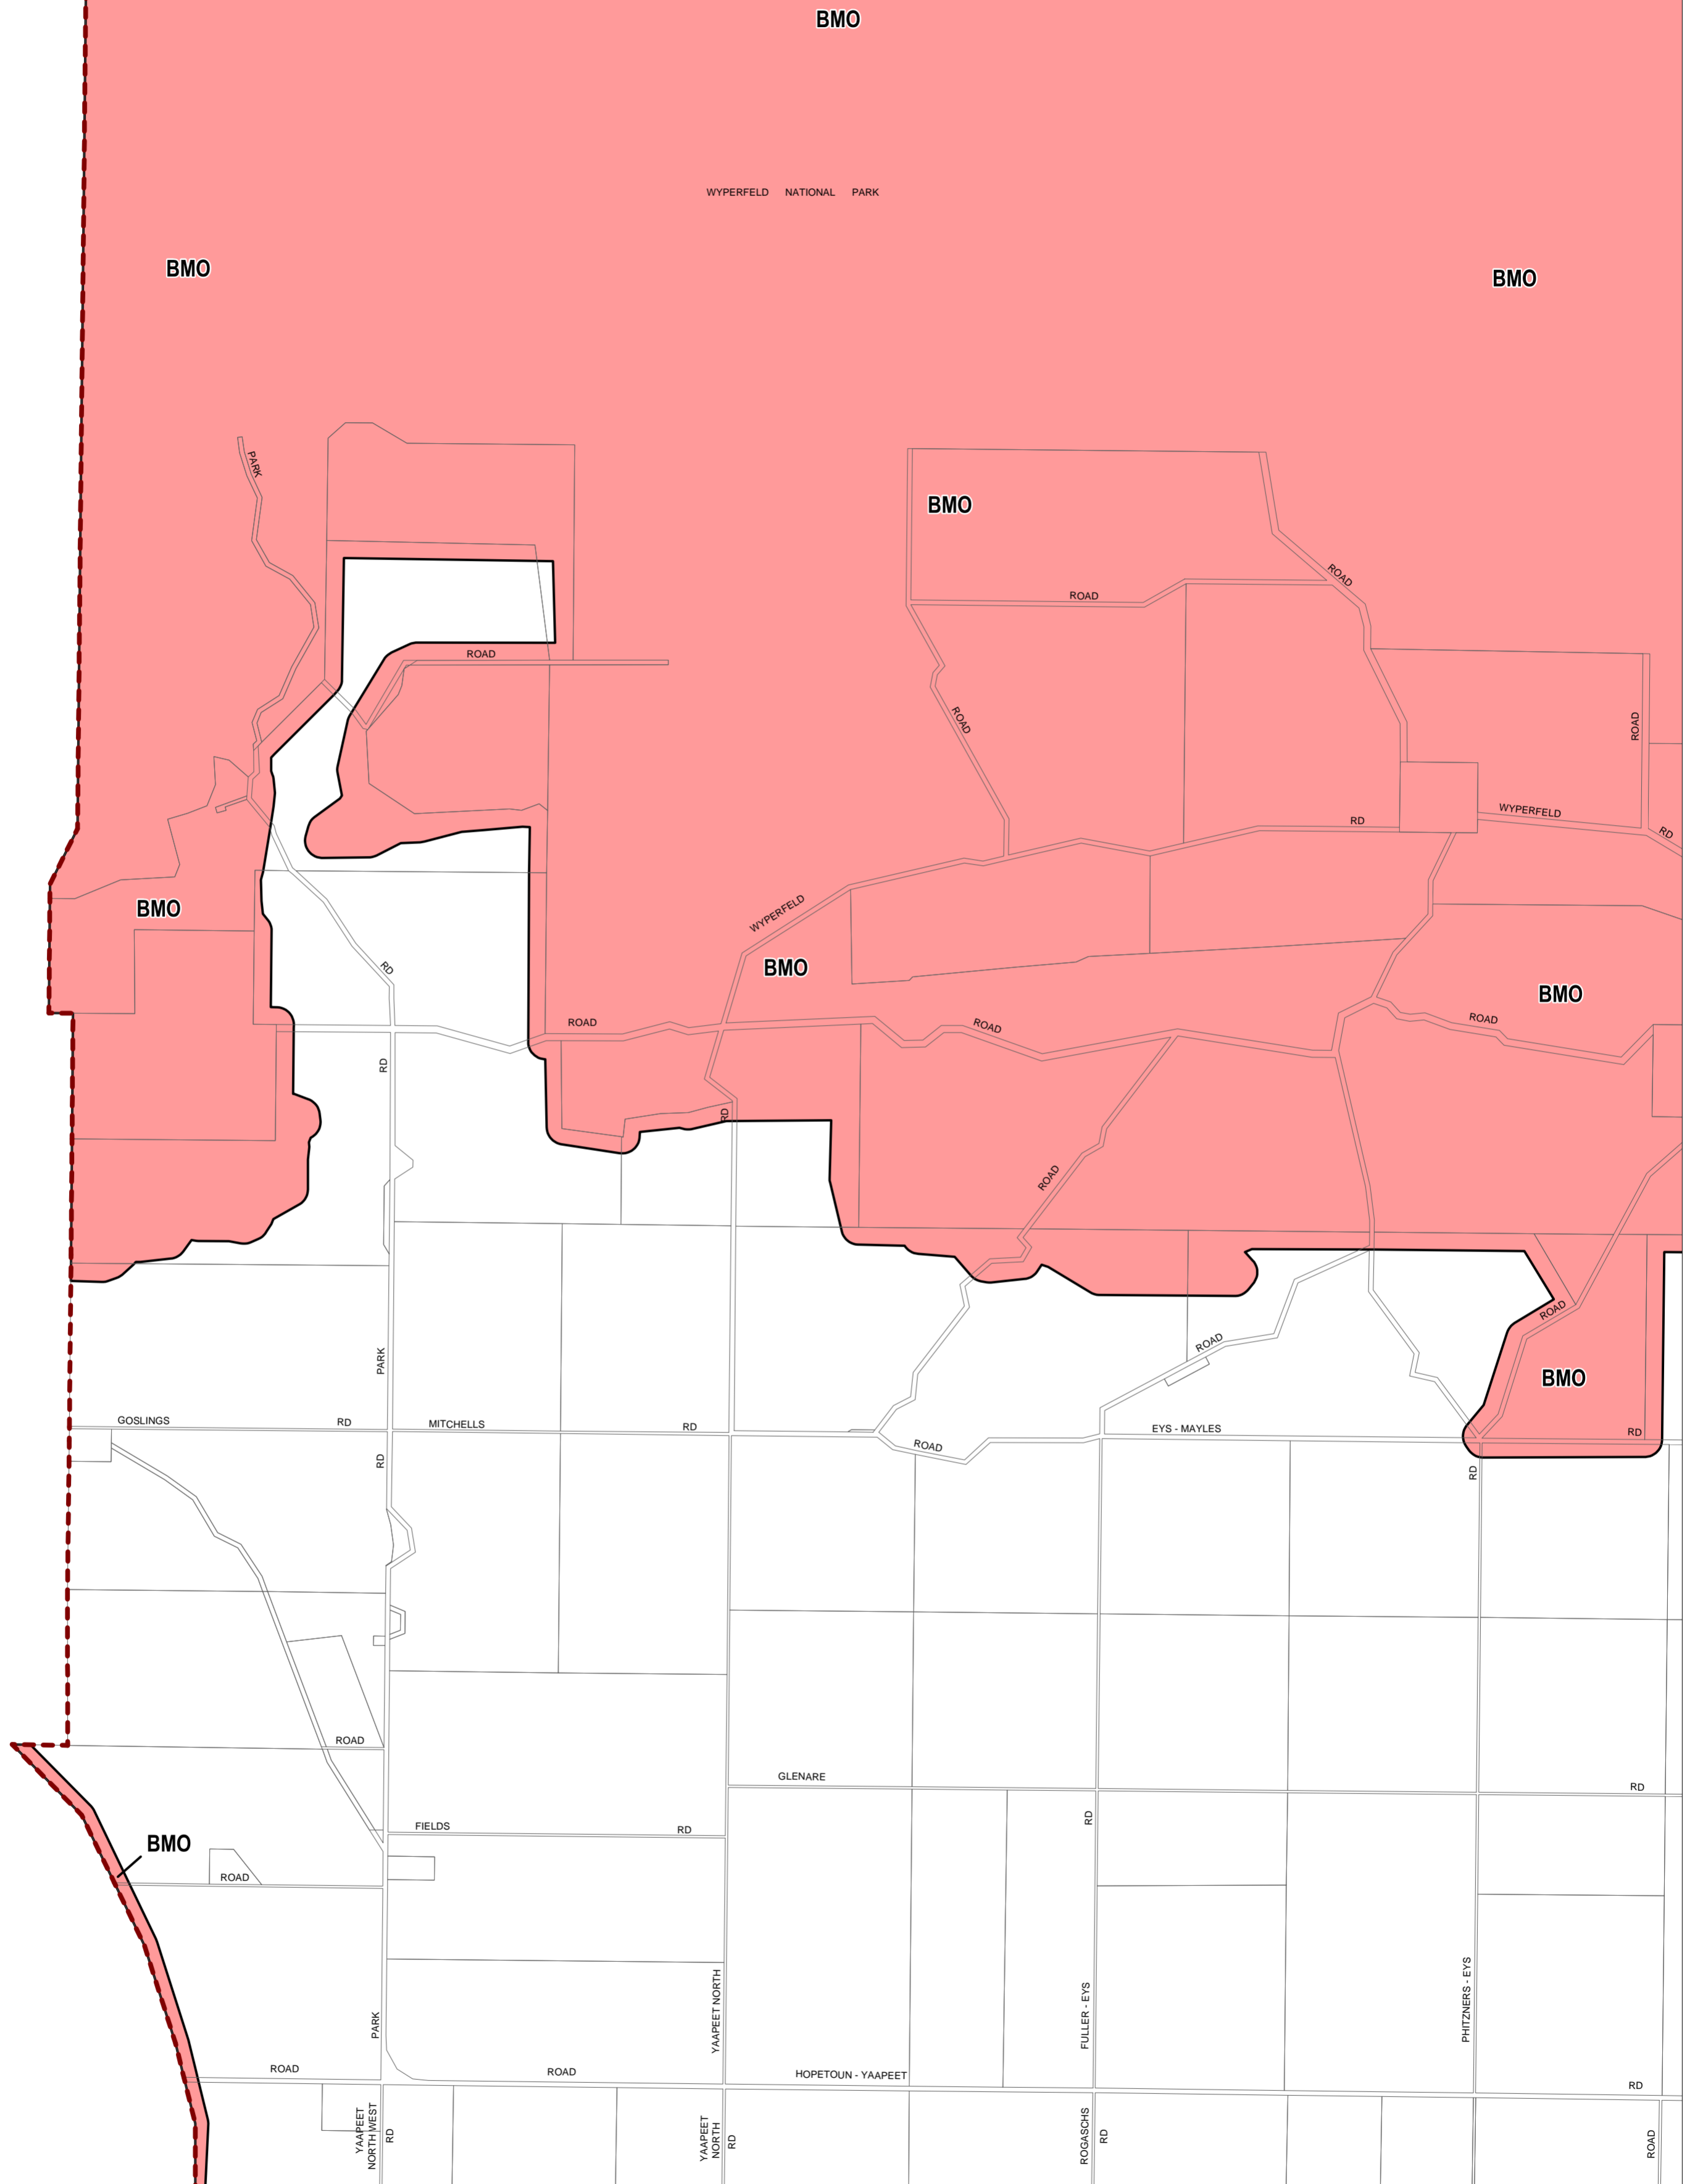 BMO
WYPERFELD NATIONAL PARK
BMO
BMO
PARK
BMO
ROAD
ROAD
ROAD
ROAD
ROAD
WYPERFELD
RD
RD
WYPERFELD
BMO
RD
BMO
BMO
ROAD
ROAD
ROAD
RD
RD
ROAD
ROAD
ROAD
PARK
BMO
GOSLINGS
RD
MITCHELLS
RD
EYS - MAYLES
RD
ROAD
RD
RD
ROAD
GLENARE
RD
RD
FIELDS
RD
BMO
ROAD
YAAPEET NORTH
FULLER - EYS
PHITZNERS - EYS
PARK
ROAD
ROAD
HOPETOUN - YAAPEET
RD
YAAPEET
NORTH WEST
RD
YAAPEET
NORTH
RD
ROGASCHS
RD
ROAD